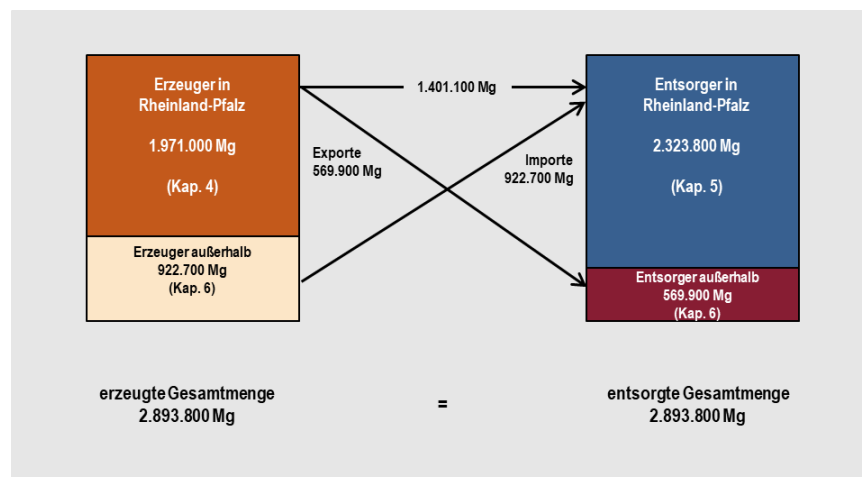 Erzeuger in
Rheinland-Pfalz
1.971.000 Mg
(Kap. 4)
Erzeuger außerhalb
922.700 Mg
(Kap. 6)
1.401.100 Mg
Exporte
569.900 Mg
Importe
922.700 Mg
Entsorger in
Rheinland-Pfalz
2.323.800 Mg
(Kap. 5)
Entsorger außerhalb
569.900 Mg
(Kap. 6)
erzeugte Gesamtmenge
2.893.800 Mg
=
entsorgte Gesamtmenge
2.893.800 Mg